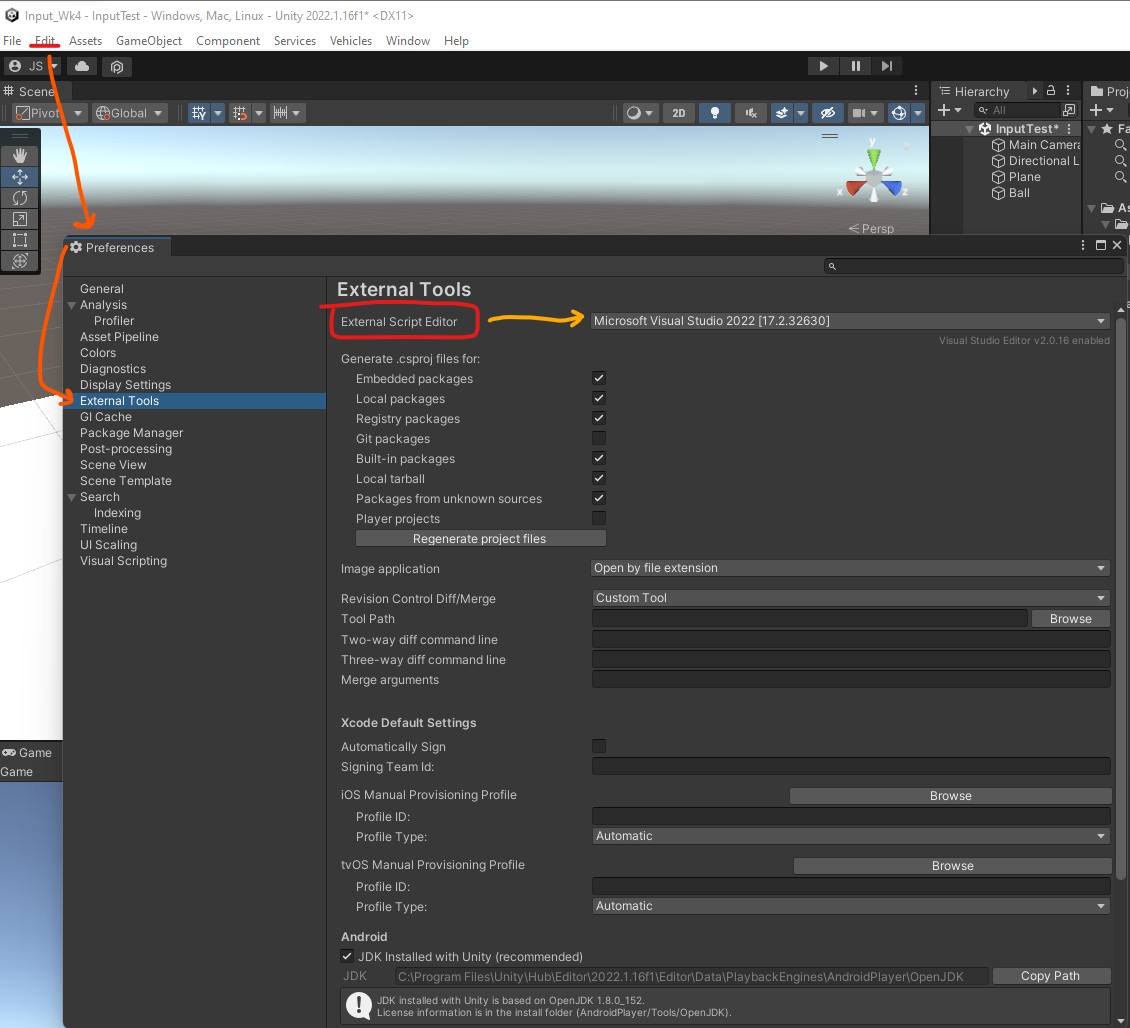 Input_Wk4 - InputTest - Windows, Mac, Linux - Unity 2022.1.16f1* <DX11>
File Edit Assets GameObject Component Services Vehicles Window Help
JS
Scene
Hierarchy
Proj
Pivot
Global
2D
All
InputTest*
Fa
Main Camera
Directional L
Plane
Ball
As
y
x
z
Persp
Preferences
General
Analysis
Profiler
Asset Pipeline
Colors
Diagnostics
Display Settings
External Tools
GI Cache
Package Manager
Post-processing
Scene View
Scene Template
Search
Indexing
Timeline
UI Scaling
Visual Scripting
External Tools
External Script Editor Microsoft Visual Studio 2022 [17.2.32630]
Visual Studio Editor v2.0.16 enabled
Generate .csproj files for:
Embedded packages
Local packages
Registry packages
Git packages
Built-in packages
Local tarball
Packages from unknown sources
Player projects
Regenerate project files
Image application Open by file extension
Revision Control Diff/Merge Custom Tool
Tool Path Browse
Two-way diff command line
Three-way diff command line
Merge arguments
Xcode Default Settings
Automatically Sign
Signing Team Id:
iOS Manual Provisioning Profile Browse
Profile ID:
Profile Type: Automatic
tvOS Manual Provisioning Profile Browse
Profile ID:
Profile Type: Automatic
Android
JDK Installed with Unity (recommended)
JDK C:\Program Files\Unity\Hub\Editor\2022.1.16f1\Editor\Data\PlaybackEngines\AndroidPlayer\OpenJDK Copy Path
JDK installed with Unity is based on OpenJDK 1.8.0_152.
License information is in the install folder (AndroidPlayer/Tools/OpenJDK).
Game
Game